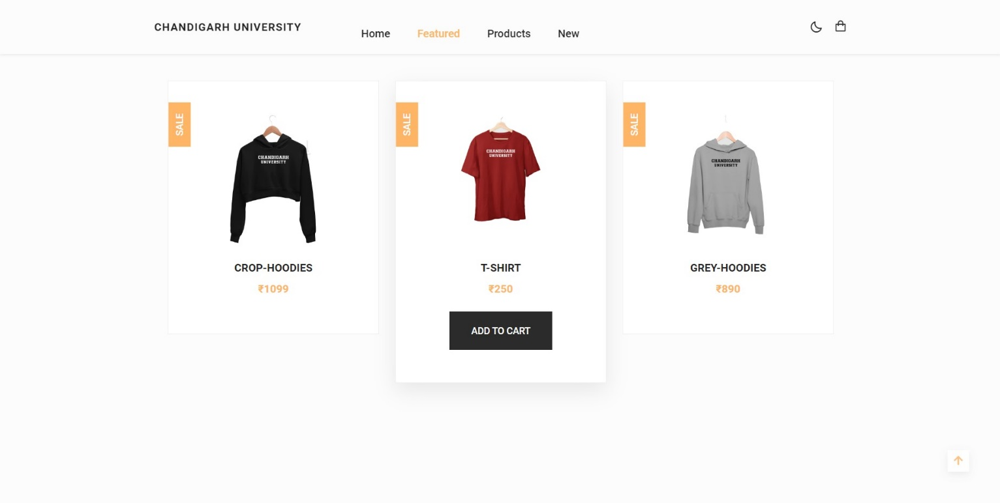 CHANDIGARH UNIVERSITY
Home
Featured
Products
New
SALE
CHANDIGARH
UNIVERSITY
CROP-HOODIES
₹1099
SALE
CHANDIGARH
UNIVERSITY
T-SHIRT
₹250
ADD TO CART
SALE
CHANDIGARH
UNIVERSITY
GREY-HOODIES
₹890